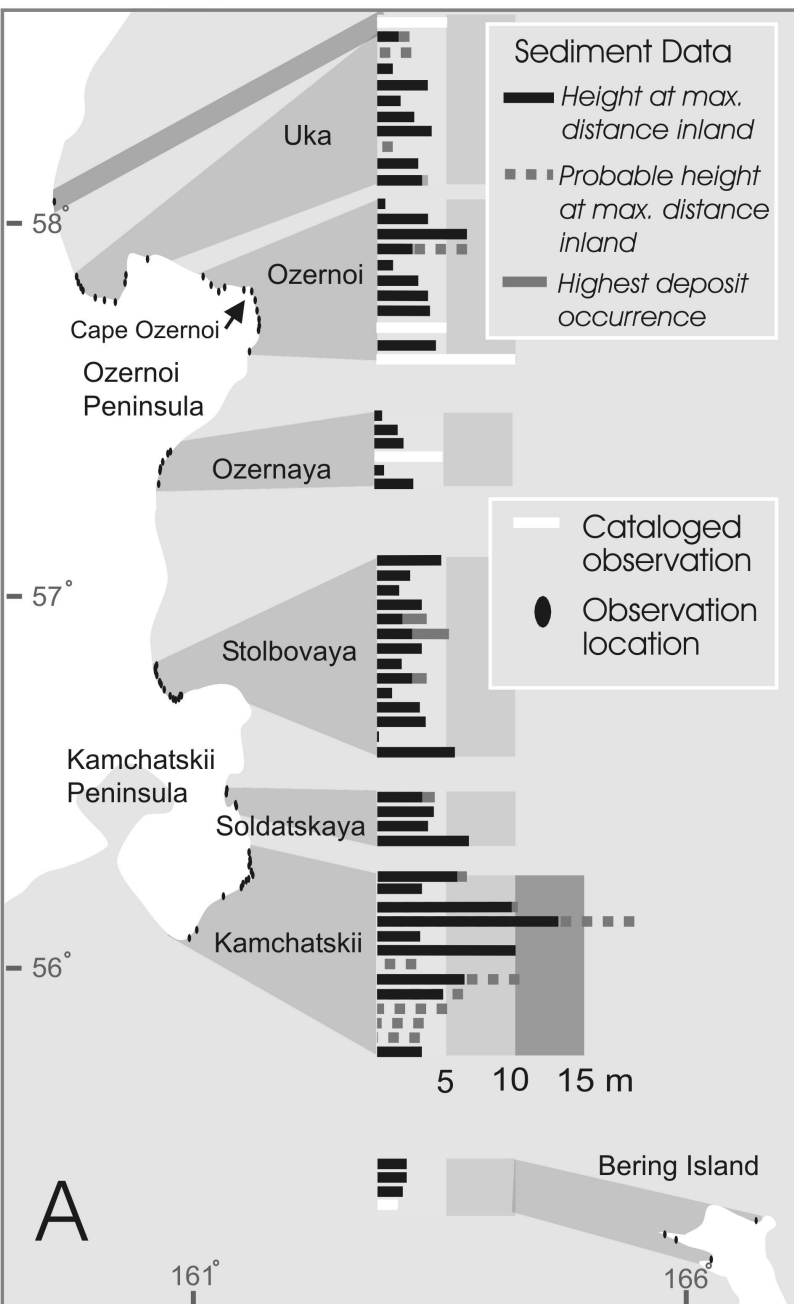 Sediment Data
Height at max.
distance inland
Probable height
at max. distance
inland
Highest deposit
occurrence
Uka
58°
Ozernoi
Cape Ozernoi
Ozernoi
Peninsula
Ozernaya
Cataloged
observation
Observation
location
57°
Stolbovaya
Kamchatskii
Peninsula
Soldatskaya
Kamchatskii
56°
5 10 15 m
Bering Island
A
161°
166°